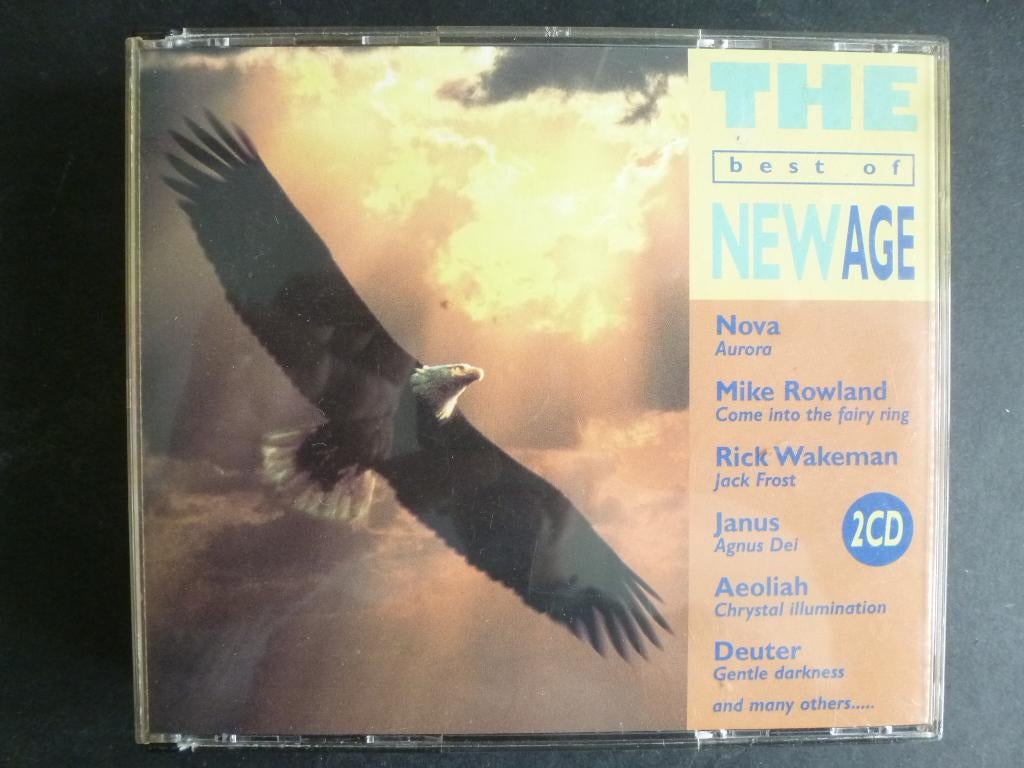 THE
best of
NEWAGE
Nova
Aurora
Mike Rowland
Come into the fairy ring
Rick Wakeman
Jack Frost
Janus
Agnus Dei
2CD
Aeoliah
Chrystal illumination
Deuter
Gentle darkness
and many others.....